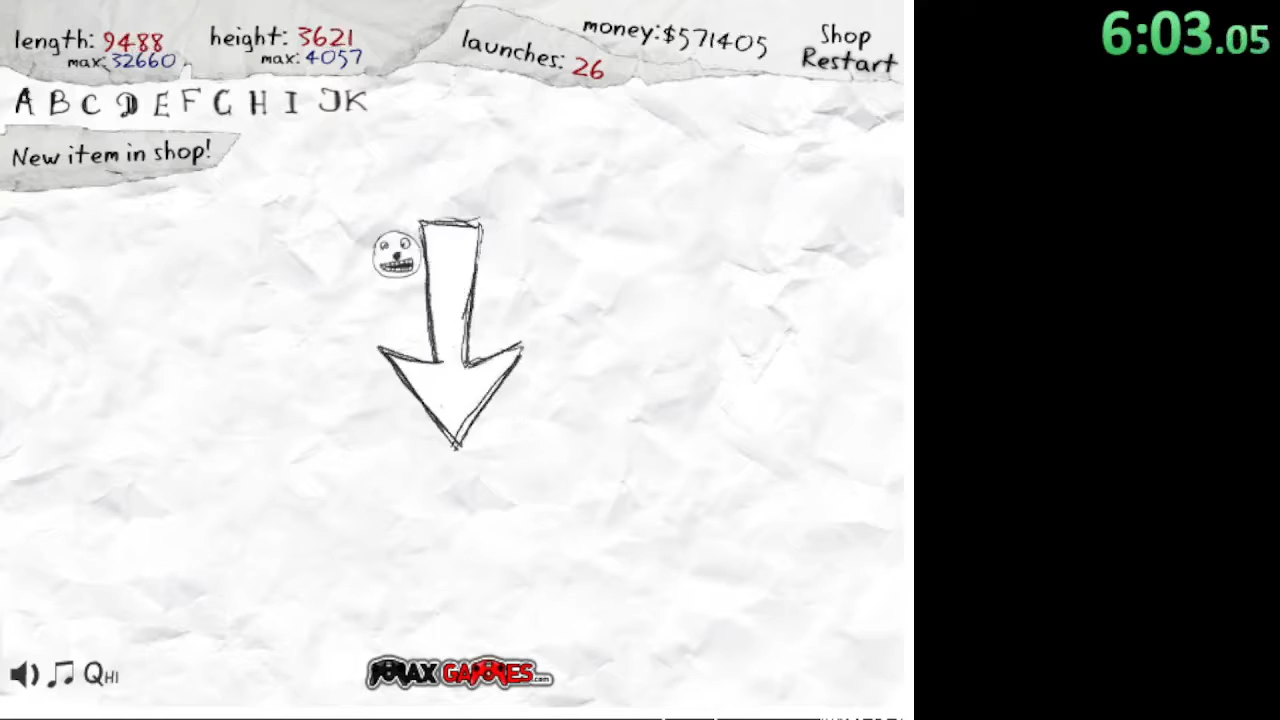 length: 9488 height: 3621 launches: 26 money:$571405 Shop
max:32660 max:4057 Restart
A B C D E F G H I J K
New item in shop!
QHI
MAX GAMES.com
6:03.05